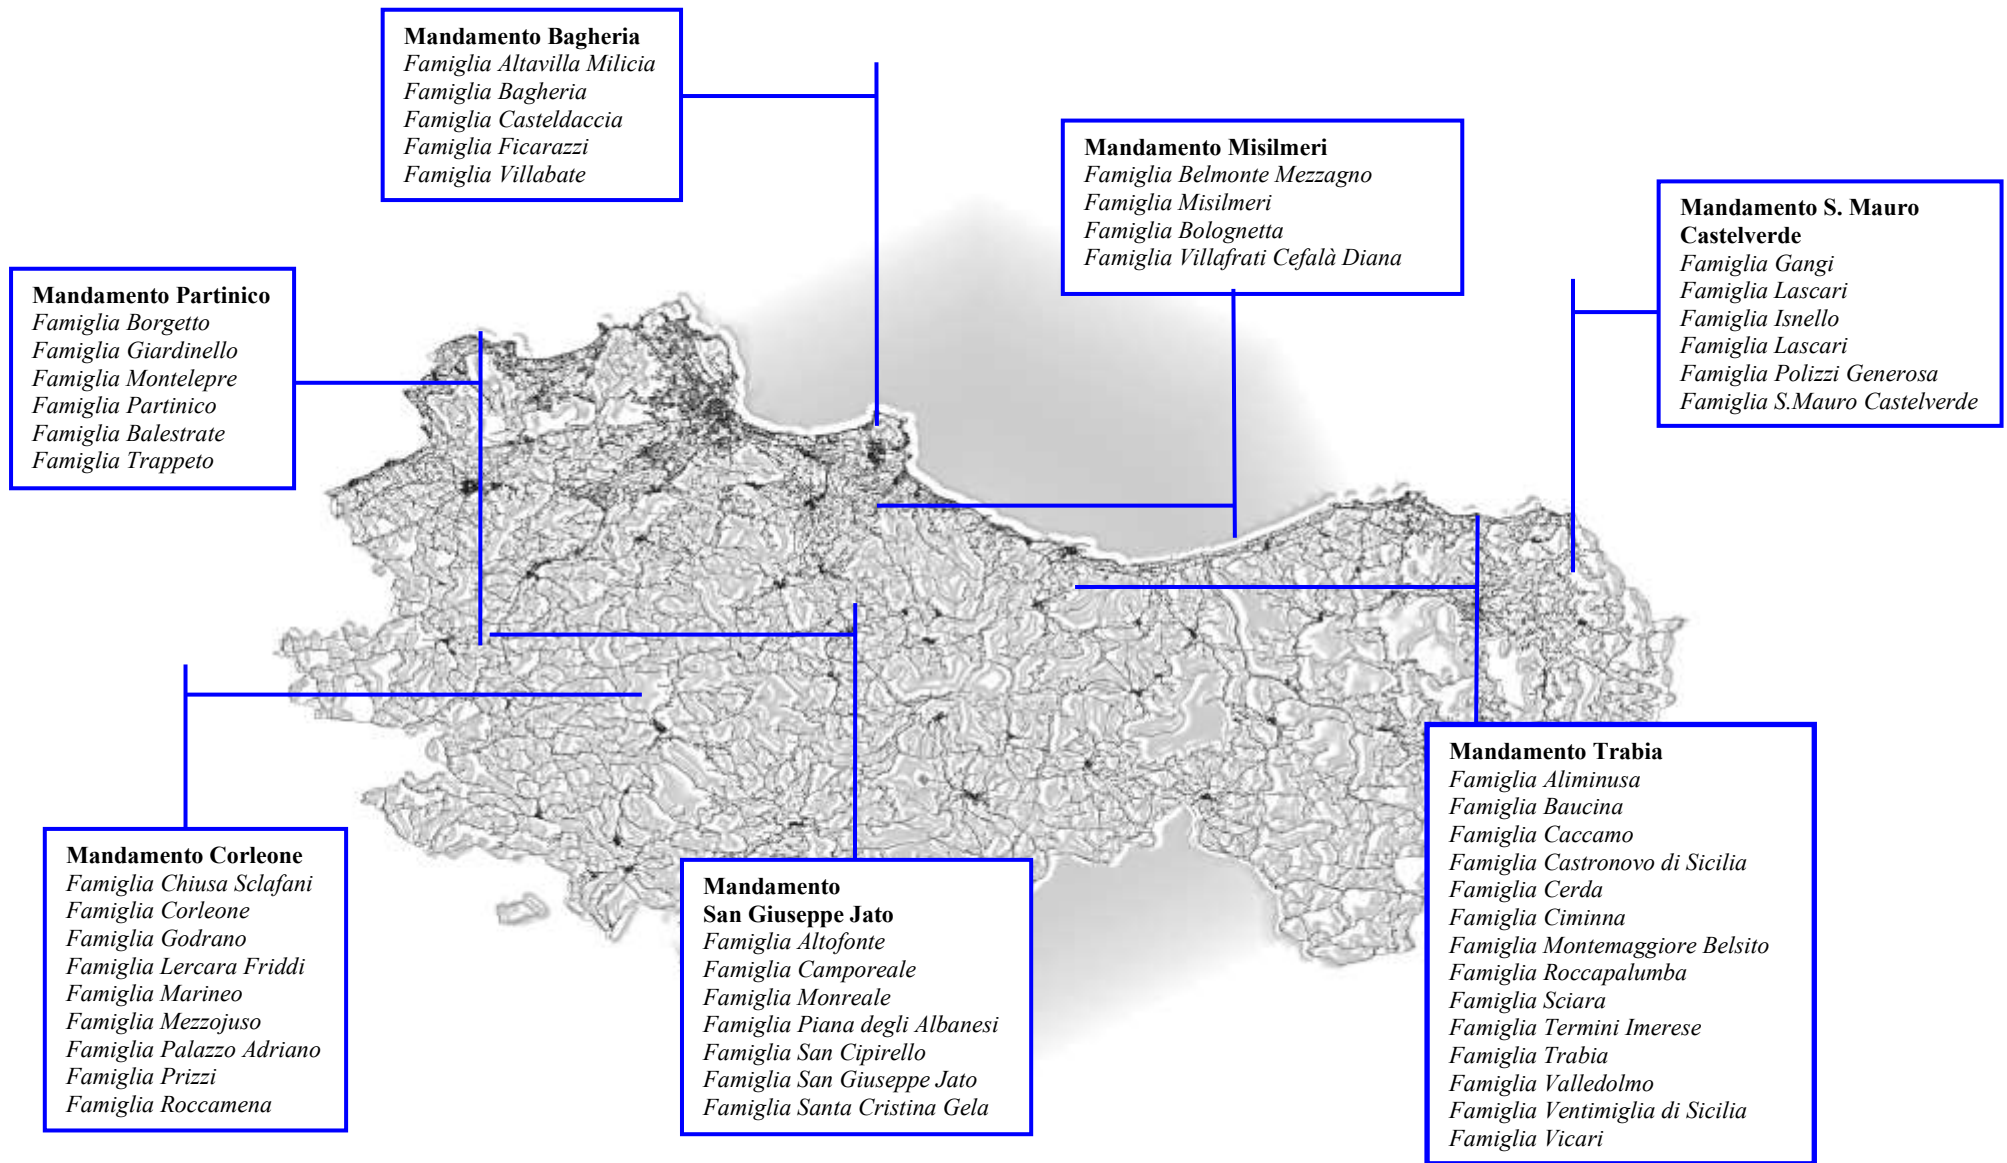 Mandamento Bagheria
Famiglia Altavilla Milicia
Famiglia Bagheria
Famiglia Casteldaccia
Famiglia Ficarazzi
Famiglia Villabate
Mandamento Misilmeri
Famiglia Belmonte Mezzagno
Famiglia Misilmeri
Famiglia Bolognetta
Famiglia Villafrati Cefalà Diana
Mandamento S. Mauro
Castelverde
Famiglia Gangi
Famiglia Lascari
Famiglia Isnello
Famiglia Lascari
Famiglia Polizzi Generosa
Famiglia S.Mauro Castelverde
Mandamento Partinico
Famiglia Borgetto
Famiglia Giardinello
Famiglia Montelepre
Famiglia Partinico
Famiglia Balestrate
Famiglia Trappeto
Mandamento Corleone
Famiglia Chiusa Sclafani
Famiglia Corleone
Famiglia Godrano
Famiglia Lercara Friddi
Famiglia Marineo
Famiglia Mezzojuso
Famiglia Palazzo Adriano
Famiglia Prizzi
Famiglia Roccamena
Mandamento
San Giuseppe Jato
Famiglia Altofonte
Famiglia Camporeale
Famiglia Monreale
Famiglia Piana degli Albanesi
Famiglia San Cipirello
Famiglia San Giuseppe Jato
Famiglia Santa Cristina Gela
Mandamento Trabia
Famiglia Aliminusa
Famiglia Baucina
Famiglia Caccamo
Famiglia Castronovo di Sicilia
Famiglia Cerda
Famiglia Ciminna
Famiglia Montemaggiore Belsito
Famiglia Roccapalumba
Famiglia Sciara
Famiglia Termini Imerese
Famiglia Trabia
Famiglia Valledolmo
Famiglia Ventimiglia di Sicilia
Famiglia Vicari